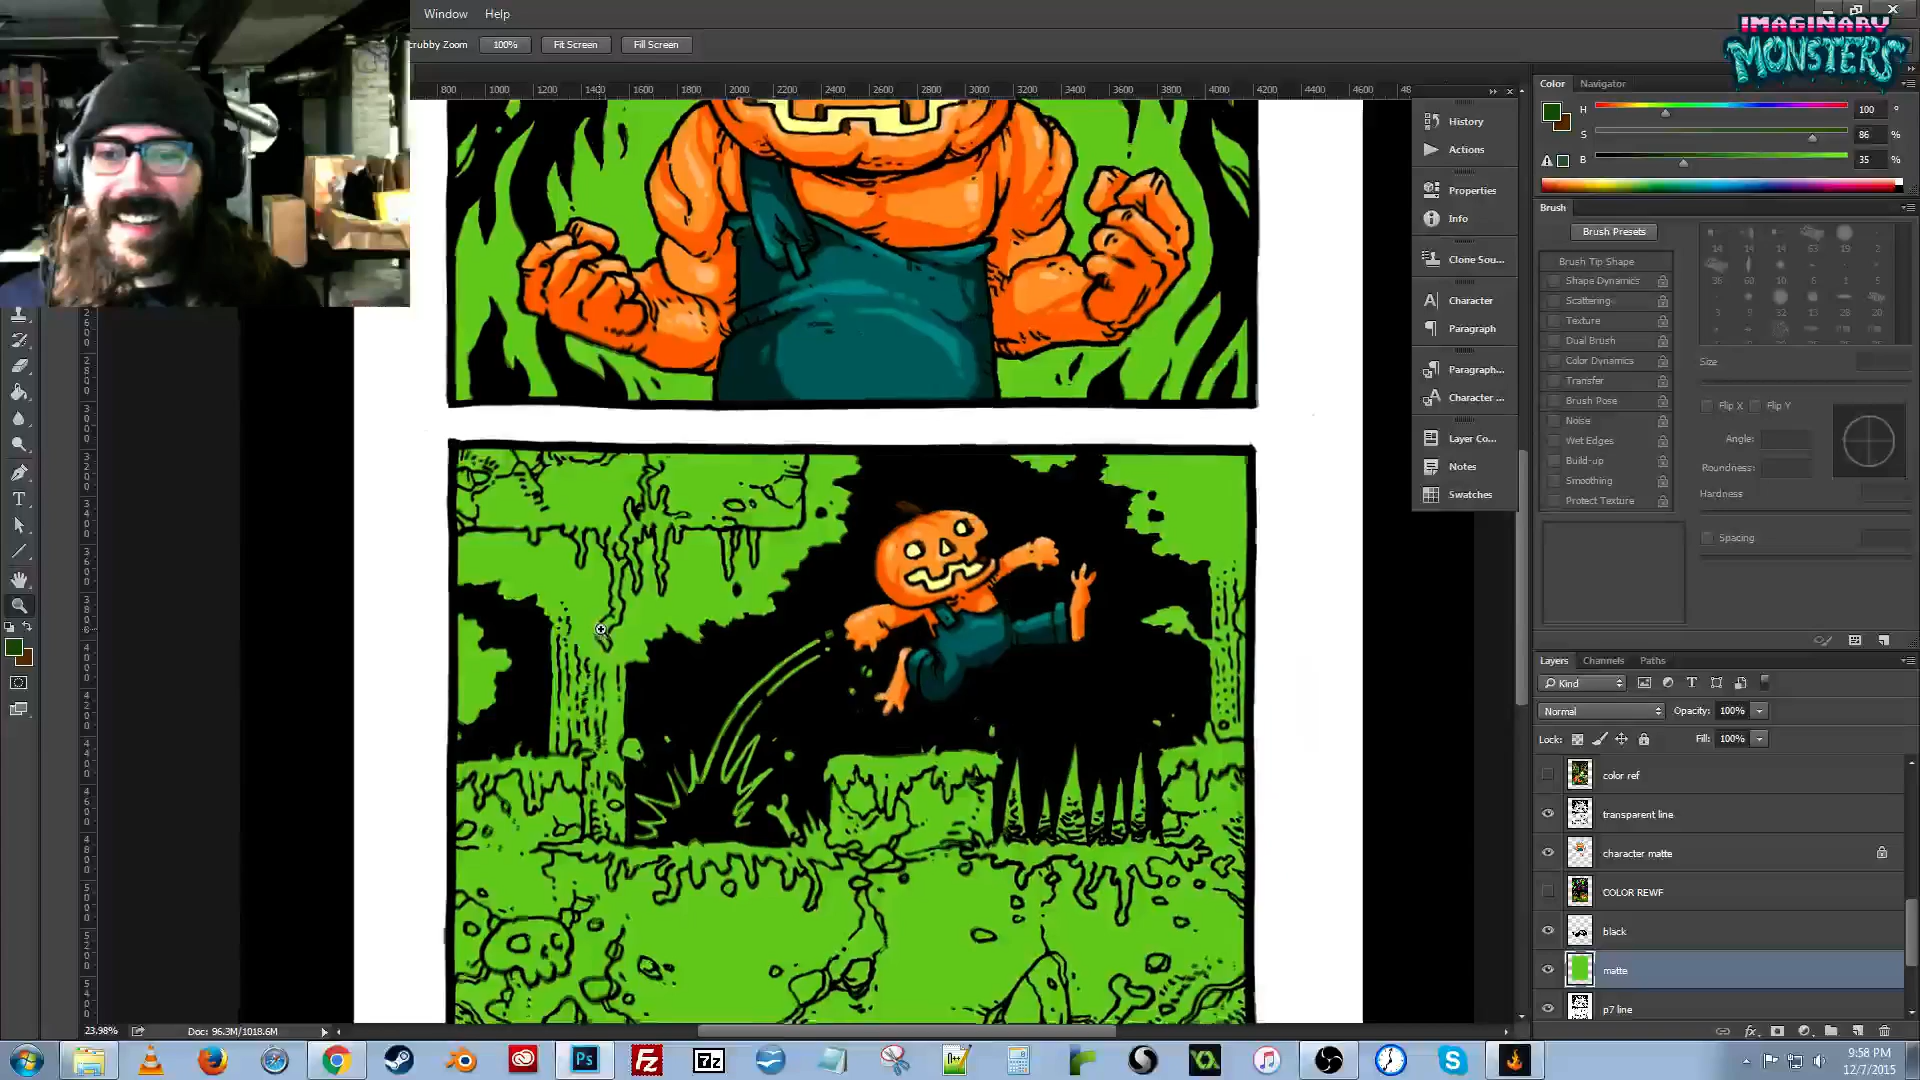 Window Help
IMAGINARY
MONSTERS
crubby Zoom 100% Fit Screen Fill Screen
800 1000 1200 1400 1600 1800 2000 2200 2400 2600 2800 3000 3200 3400 3600 3800 4000 4200 4400 4600
Color Navigator
H 100 °
S 86 %
B 35 %
History
Actions
Properties
Info
Clone Sou...
Character
Paragraph
Paragraph...
Character ...
Layer Co...
Notes
Swatches
Brush
Brush Presets
Brush Tip Shape
Shape Dynamics
Scattering
Texture
Dual Brush
Color Dynamics
Transfer
Brush Pose
Noise
Wet Edges
Build-up
Smoothing
Protect Texture
Size
Flip X Flip Y
Angle:
Roundness:
Hardness
Spacing
Layers Channels Paths
Kind
Normal Opacity: 100%
Lock: Fill: 100%
color ref
transparent line
character matte
COLOR REWF
black
matte
p7 line
23.98% Doc: 96.3M/1018.6M
9:58 PM
12/7/2015